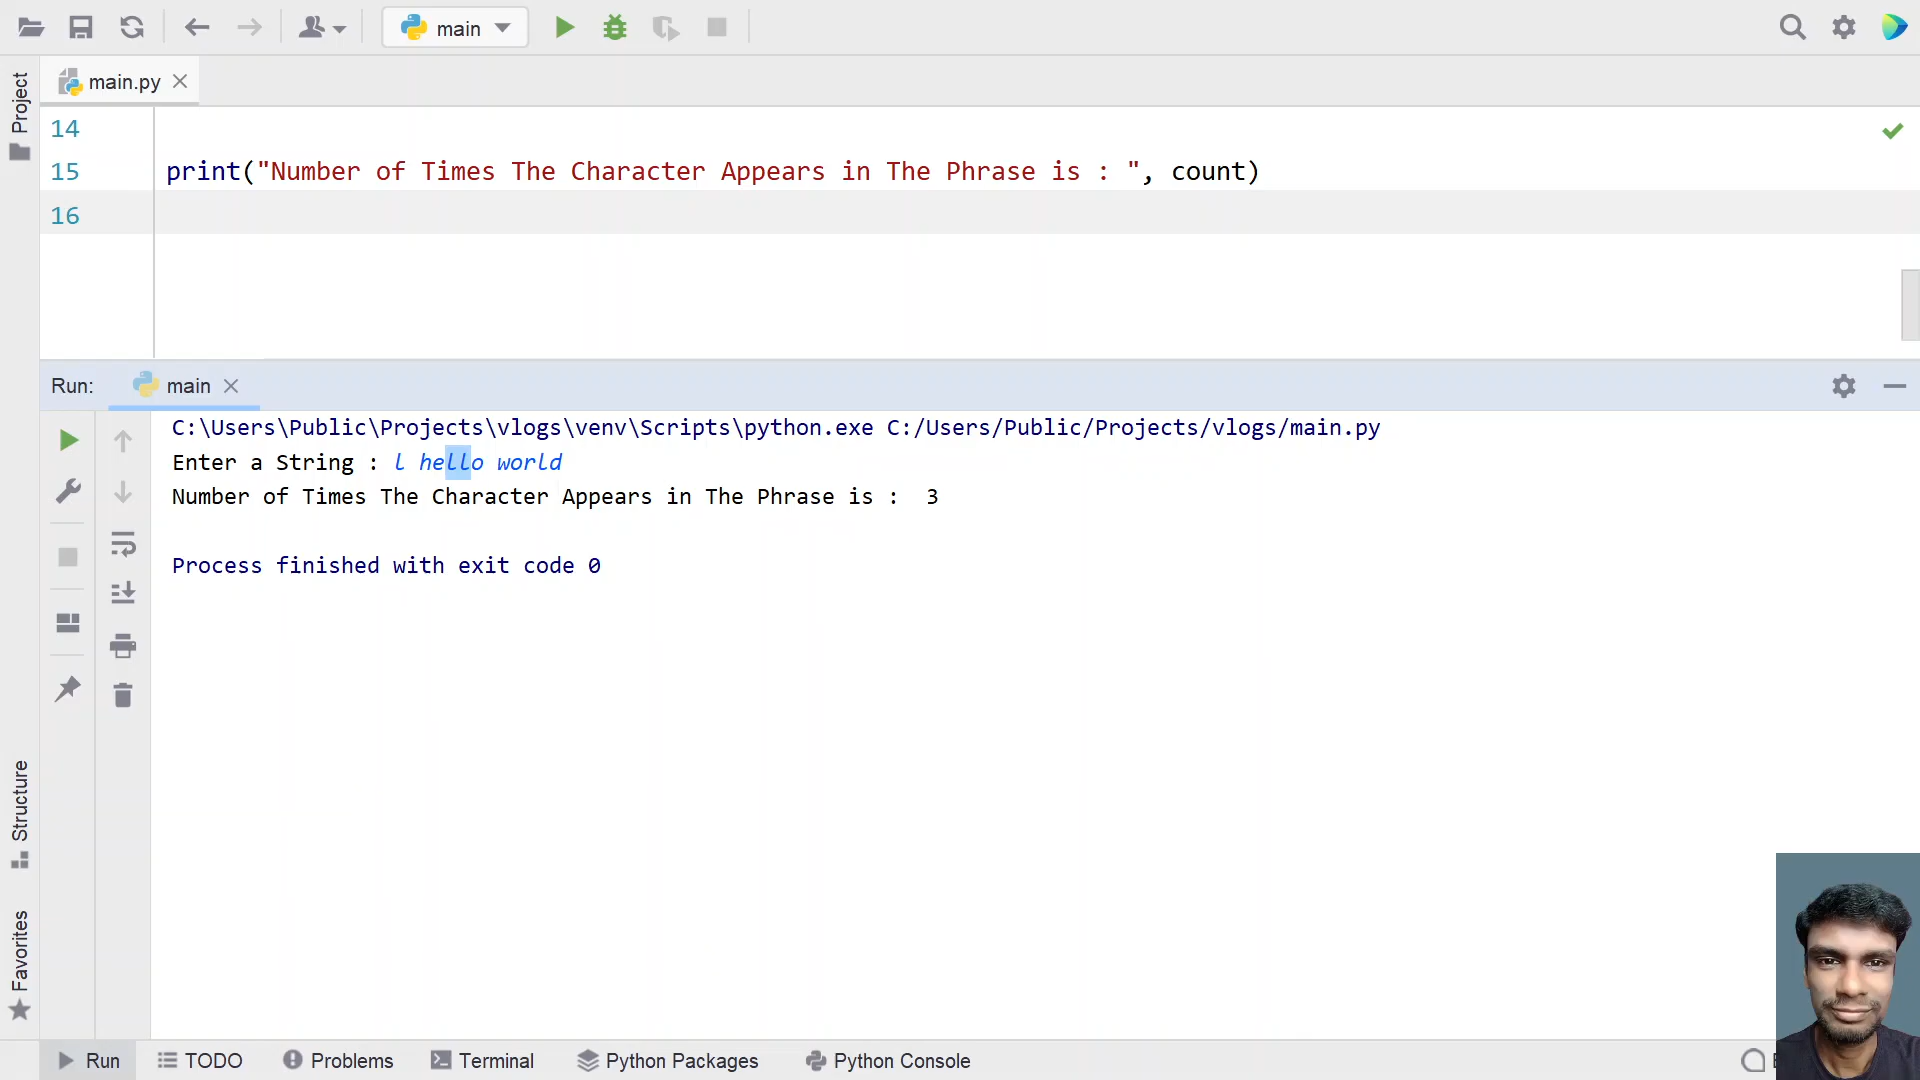 main
Project
main.py
14
15 print("Number of Times The Character Appears in The Phrase is : ", count)
16
Run: main
C:\Users\Public\Projects\vlogs\venv\Scripts\python.exe C:/Users/Public/Projects/vlogs/main.py
Enter a String : l hello world
Number of Times The Character Appears in The Phrase is :  3
Process finished with exit code 0
Structure
Favorites
Run TODO Problems Terminal Python Packages Python Console